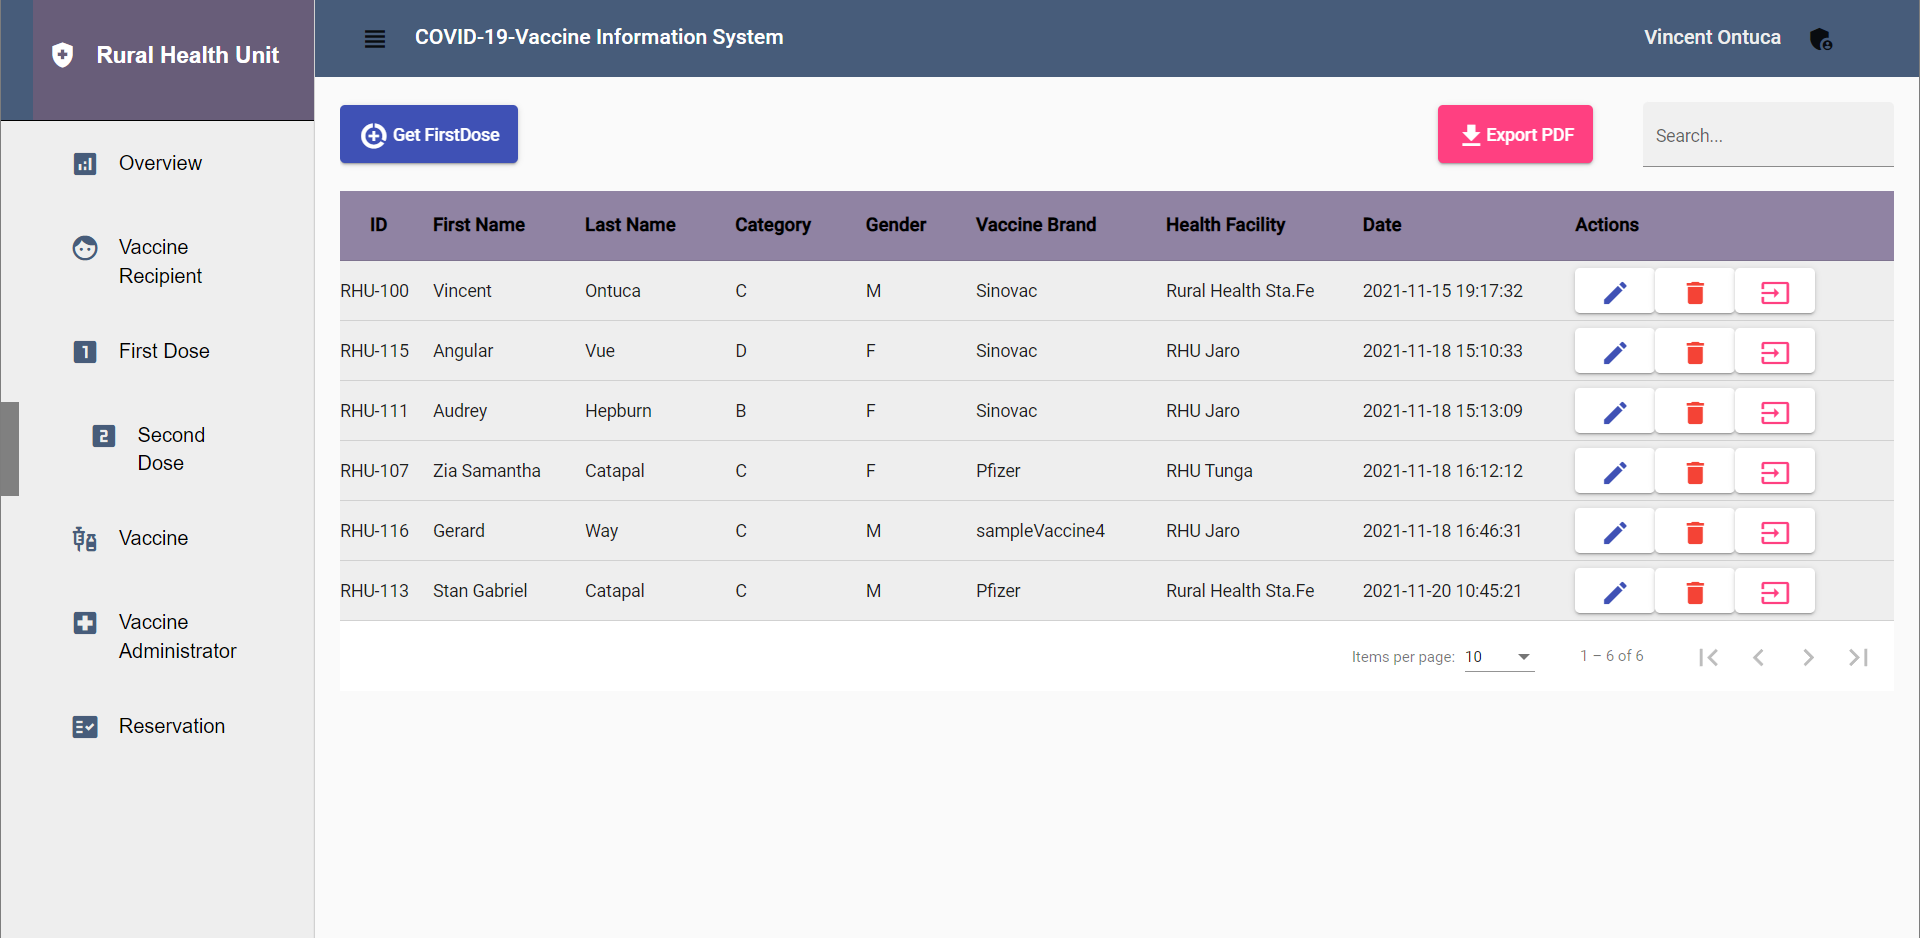 Rural Health Unit
COVID-19-Vaccine Information System
Vincent Ontuca
Overview
Vaccine
Recipient
1 First Dose
2 Second
Dose
Vaccine
Vaccine
Administrator
Reservation
Get FirstDose
Export PDF
Search...
ID First Name Last Name Category Gender Vaccine Brand Health Facility Date Actions
RHU-100 Vincent Ontuca C M Sinovac Rural Health Sta.Fe 2021-11-15 19:17:32
RHU-115 Angular Vue D F Sinovac RHU Jaro 2021-11-18 15:10:33
RHU-111 Audrey Hepburn B F Sinovac RHU Jaro 2021-11-18 15:13:09
RHU-107 Zia Samantha Catapal C F Pfizer RHU Tunga 2021-11-18 16:12:12
RHU-116 Gerard Way C M sampleVaccine4 RHU Jaro 2021-11-18 16:46:31
RHU-113 Stan Gabriel Catapal C M Pfizer Rural Health Sta.Fe 2021-11-20 10:45:21
Items per page: 10 1 – 6 of 6